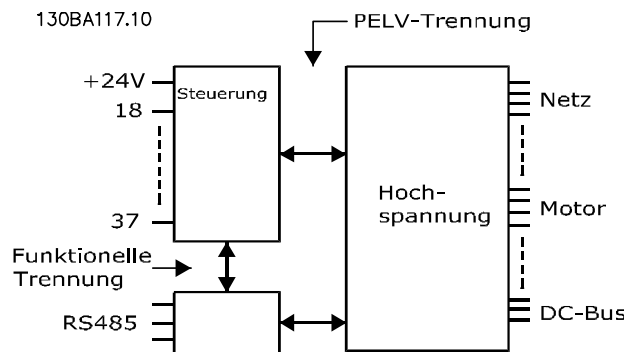 130BA117.10
PELV-Trennung
+24V
Steuerung
18
37
Hoch-
spannung
Netz
Motor
DC-Bus
Funktionelle
Trennung
RS485